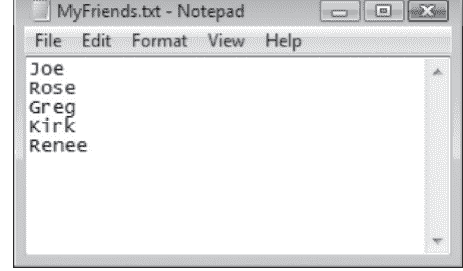 MyFriends.txt - Notepad
File Edit Format View Help
Joe
Rose
Greg
Kirk
Renee